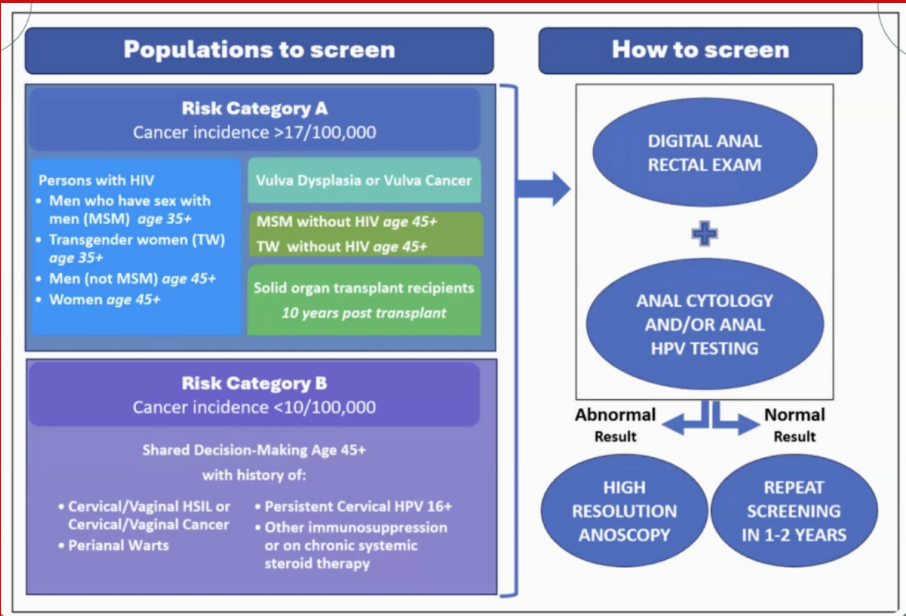 Populations to screen
Risk Category A
Cancer incidence >17/100,000
Persons with HIV
• Men who have sex with
men (MSM) age 35+
• Transgender women (TW)
age 35+
• Men (not MSM) age 45+
• Women age 45+
Vulva Dysplasia or Vulva Cancer
MSM without HIV age 45+
TW without HIV age 45+
Solid organ transplant recipients
10 years post transplant
Risk Category B
Cancer incidence <10/100,000
Shared Decision-Making Age 45+
with history of:
• Cervical/Vaginal HSIL or
Cervical/Vaginal Cancer
• Perianal Warts
• Persistent Cervical HPV 16+
• Other immunosuppression
or on chronic systemic
steroid therapy
How to screen
DIGITAL ANAL
RECTAL EXAM
+
ANAL CYTOLOGY
AND/OR ANAL
HPV TESTING
Abnormal
Result
Normal
Result
HIGH
RESOLUTION
ANOSCOPY
REPEAT
SCREENING
IN 1-2 YEARS